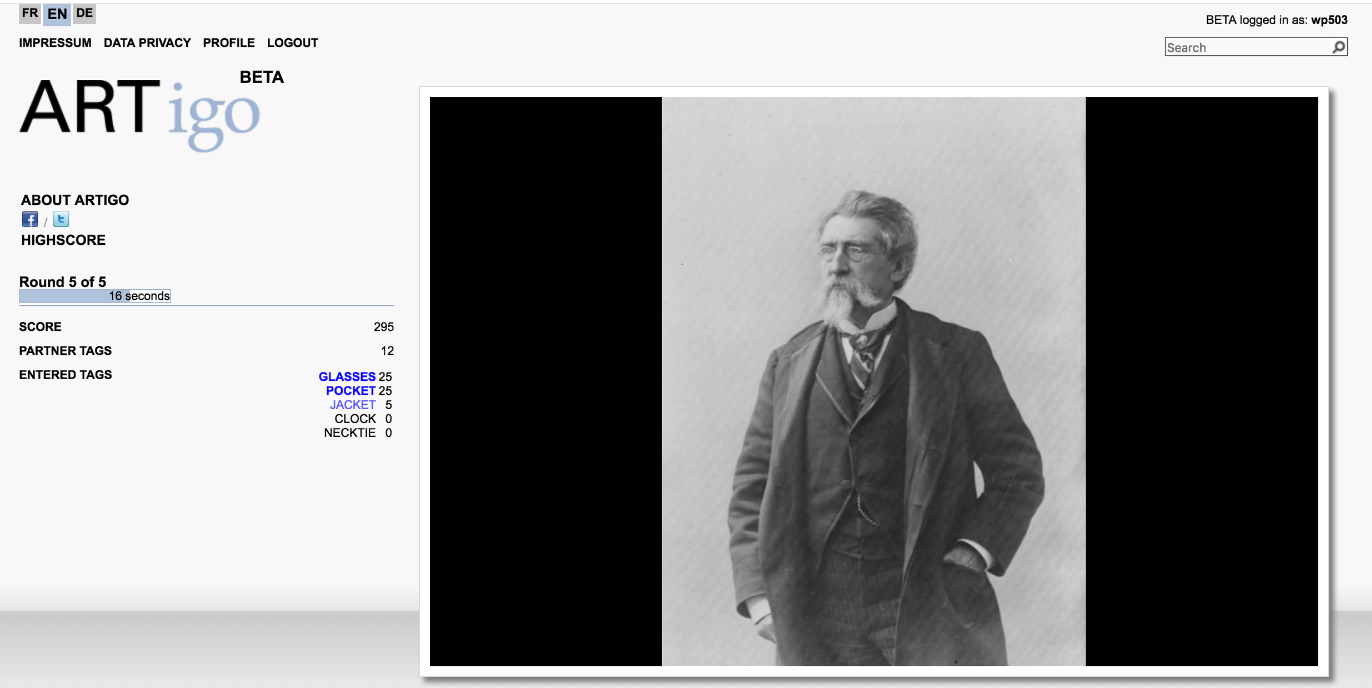 FR EN DE
BETA logged in as: wp503
IMPRESSUM DATA PRIVACY PROFILE LOGOUT
Search
BETA
ARTigo
ABOUT ARTIGO
/
HIGHSCORE
Round 5 of 5
16 seconds
SCORE 295
PARTNER TAGS 12
ENTERED TAGS GLASSES 25
POCKET 25
JACKET 5
CLOCK 0
NECKTIE 0